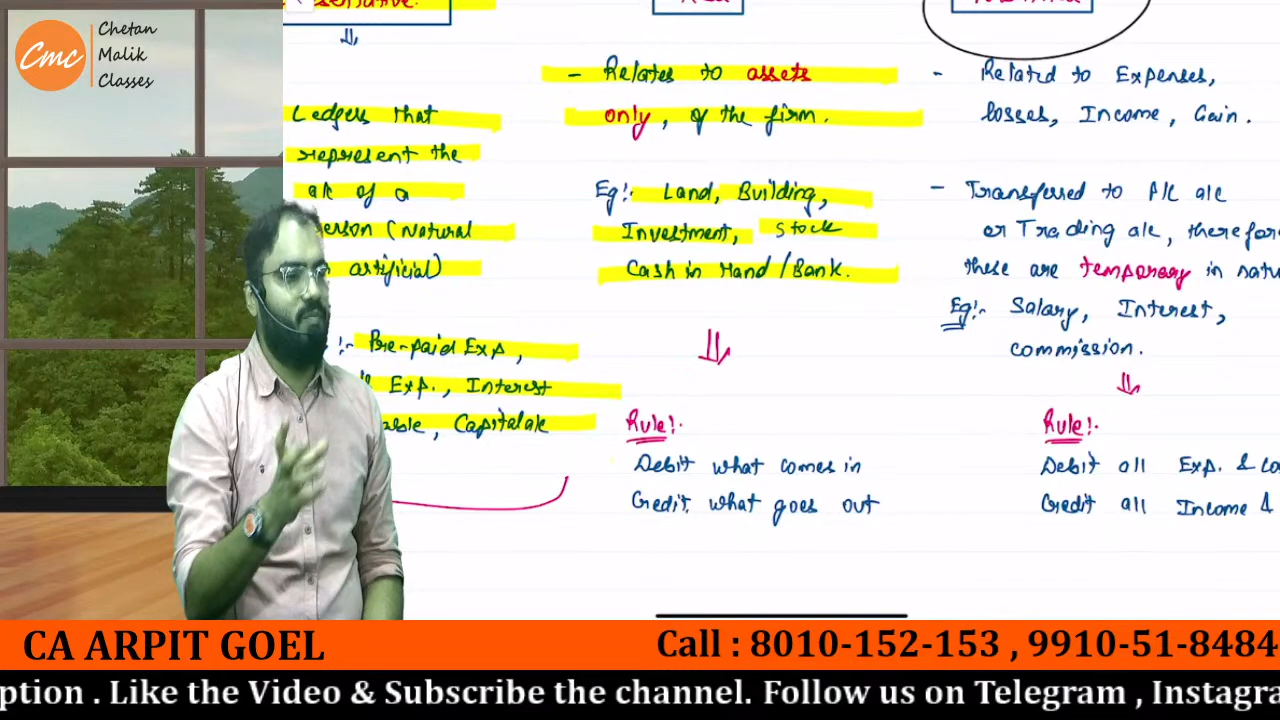 Chetan
Malik
Classes
Cmc
sentative.
Ledgers that
represent the
a/c of a
Person (Natural
artificial)
:- Pre-paid Exp,
Exp., Interest
able, Capital a/c
- Relates to assets
only, of the firm.
Eg!:- Land, Building,
Investment, Stock
Cash in Hand / Bank.
Rule!:-
Debit what comes in
Credit what goes out
- Related to Expenses,
losses, Income, Gain.
- Transferred to P/L a/c
or Trading a/c, therefor
these are temporary in natu
Eg!:- Salary, Interest,
commission.
Rule!:-
Debit all Exp. & Lo
Credit all Income &
CA ARPIT GOEL
Call : 8010-152-153 , 9910-51-8484
ption . Like the Video & Subscribe the channel. Follow us on Telegram , Instagra